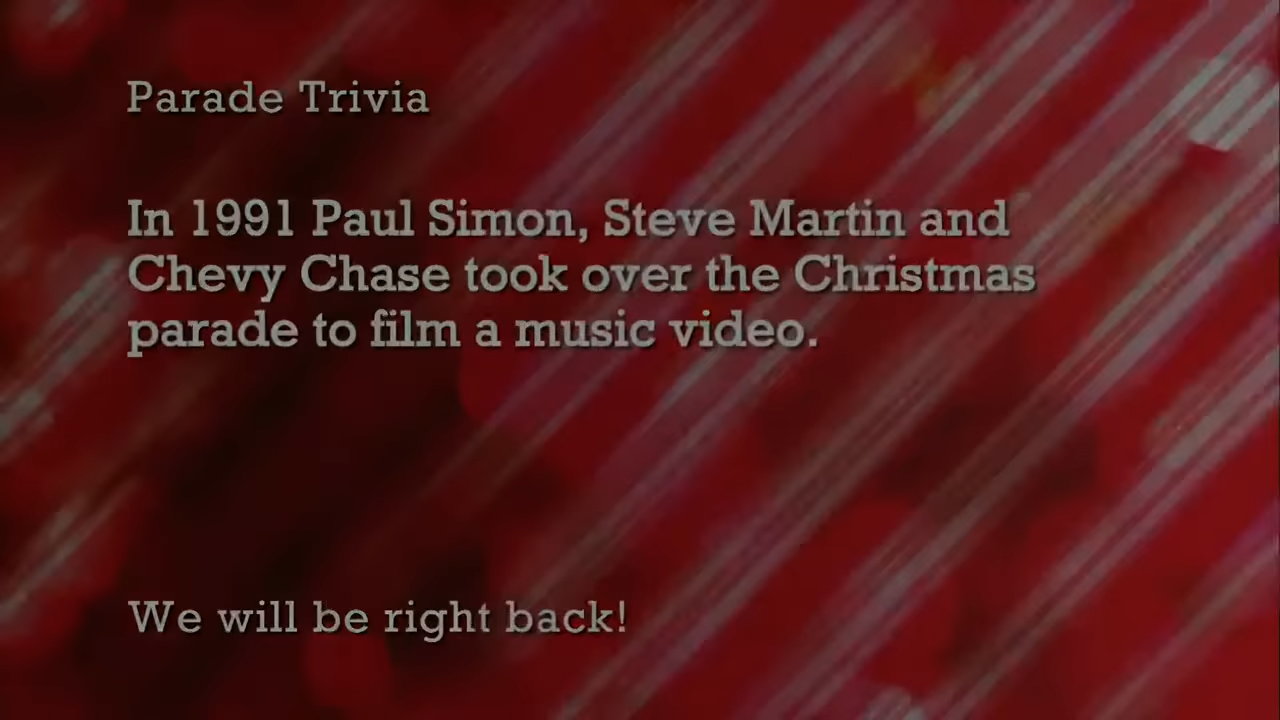 Parade Trivia
In 1991 Paul Simon, Steve Martin and
Chevy Chase took over the Christmas
parade to film a music video.
We will be right back!